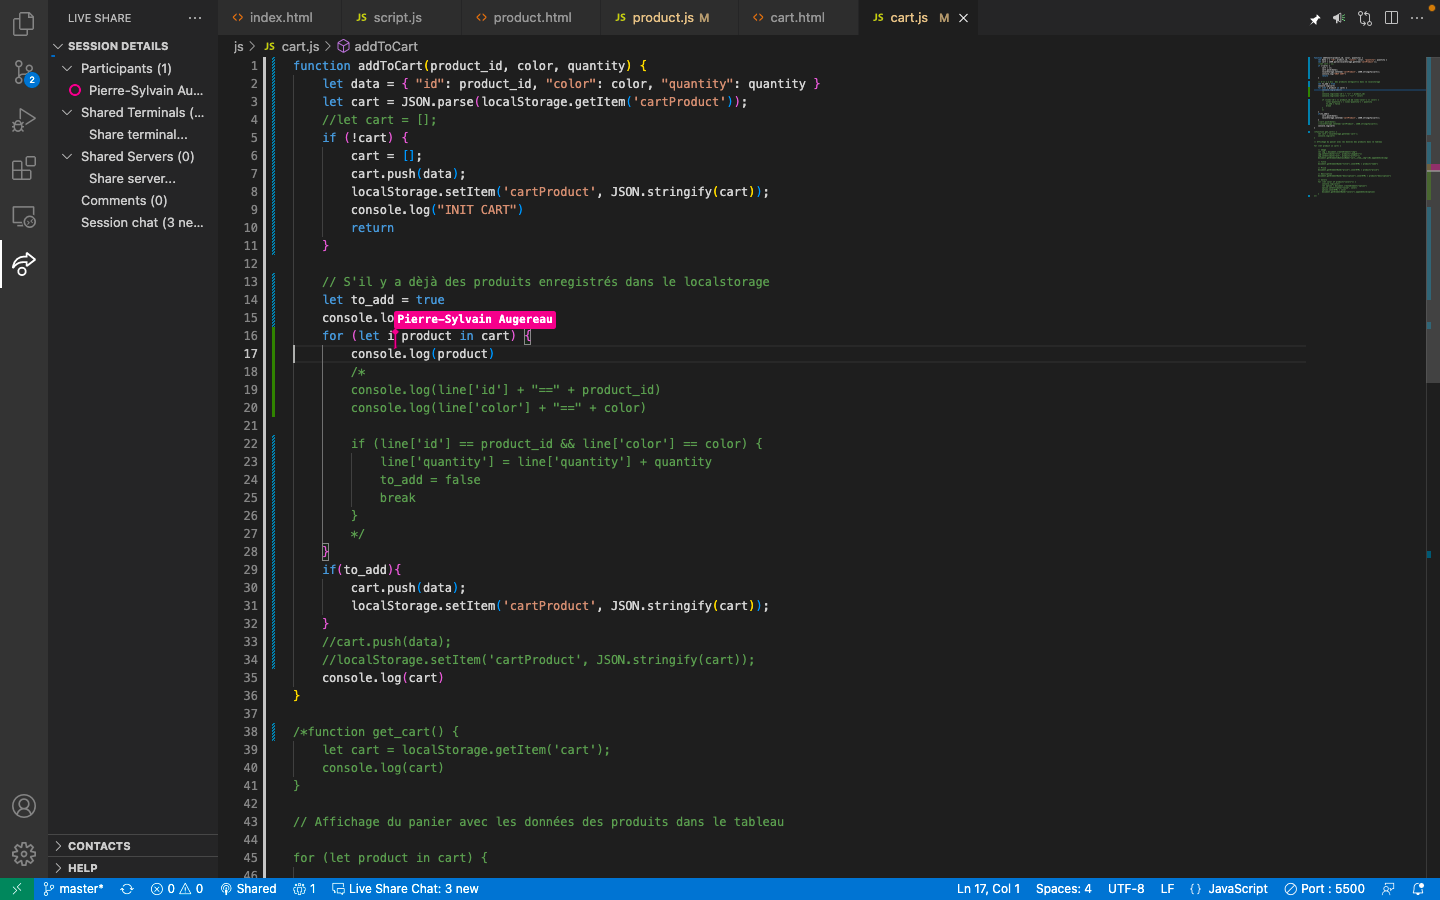 LIVE SHARE ···
index.html
JS script.js
product.html
JS product.js M
cart.html
JS cart.js M
js > JS cart.js > addToCart
SESSION DETAILS
Participants (1)
Pierre-Sylvain Au...
Shared Terminals (...
Share terminal...
Shared Servers (0)
Share server...
Comments (0)
Session chat (3 ne...
2
CONTACTS
HELP
1 function addToCart(product_id, color, quantity) {
2 let data = { "id": product_id, "color": color, "quantity": quantity }
3 let cart = JSON.parse(localStorage.getItem('cartProduct'));
4 //let cart = [];
5 if (!cart) {
6 cart = [];
7 cart.push(data);
8 localStorage.setItem('cartProduct', JSON.stringify(cart));
9 console.log("INIT CART")
10 return
11 }
12
13 // S'il y a dèjà des produits enregistrés dans le localstorage
14 let to_add = true
15 console.lo
Pierre-Sylvain Augereau
16 for (let i product in cart) {
17 console.log(product)
18 /*
19 console.log(line['id'] + "==" + product_id)
20 console.log(line['color'] + "==" + color)
21
22 if (line['id'] == product_id && line['color'] == color) {
23 line['quantity'] = line['quantity'] + quantity
24 to_add = false
25 break
26 }
27 */
28 }
29 if(to_add){
30 cart.push(data);
31 localStorage.setItem('cartProduct', JSON.stringify(cart));
32 }
33 //cart.push(data);
34 //localStorage.setItem('cartProduct', JSON.stringify(cart));
35 console.log(cart)
36 }
37
38 /*function get_cart() {
39 let cart = localStorage.getItem('cart');
40 console.log(cart)
41 }
42
43 // Affichage du panier avec les données des produits dans le tableau
44
45 for (let product in cart) {
46
master* 0 0 Shared 1 Live Share Chat: 3 new Ln 17, Col 1 Spaces: 4 UTF-8 LF {} JavaScript Port : 5500